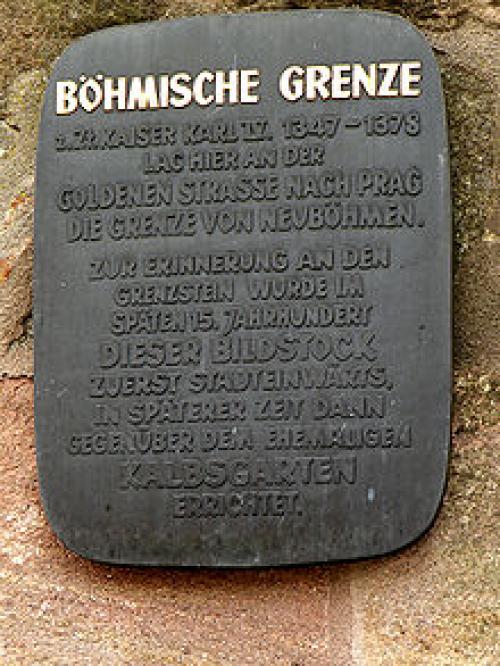 BÖHMISCHE GRENZE
z.Zt. KAISER KARL IV. 1347-1378
LAG HIER AN DER
GOLDENEN STRASSE NACH PRAG
DIE GRENZE VON NEUBÖHMEN.
ZUR ERINNERUNG AN DEN
GRENZSTEIN WURDE IM
SPÄTEN 15. JAHRHUNDERT
DIESER BILDSTOCK
ZUERST STADTEINWÄRTS,
IN SPÄTERER ZEIT DANN
GEGENÜBER DEM EHEMALIGEN
KALBSGARTEN
ERRICHTET.